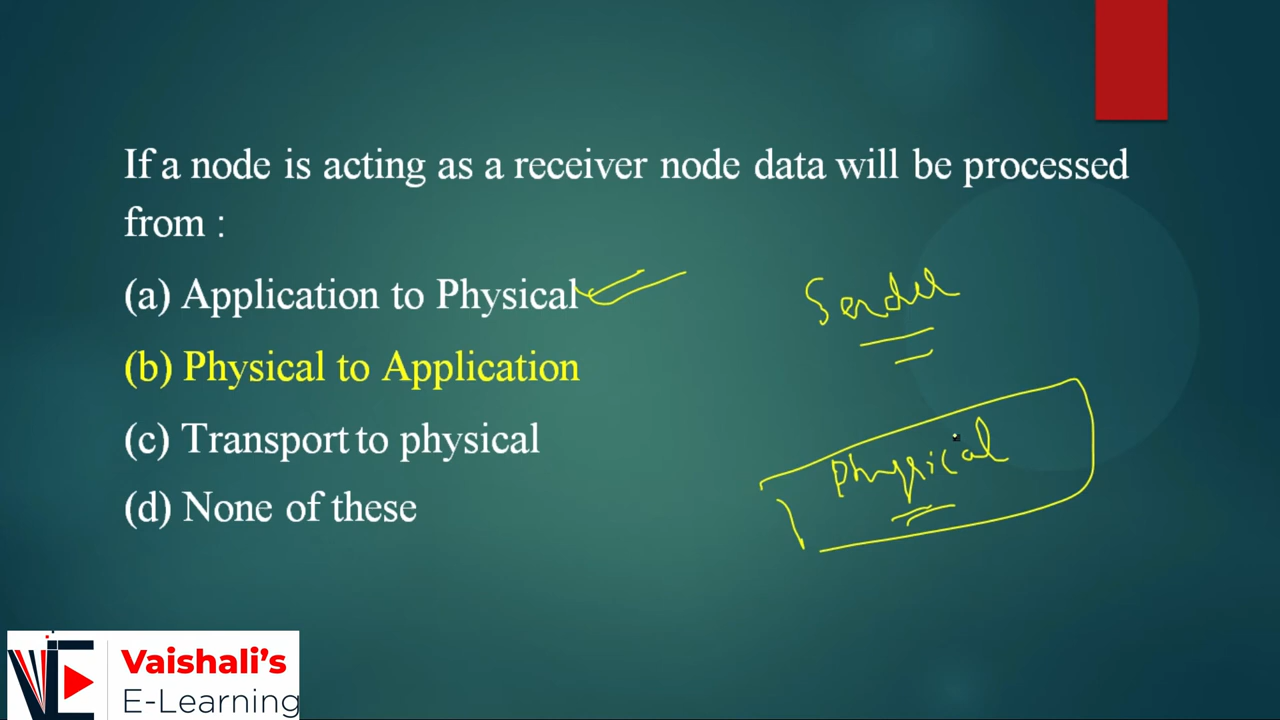 If a node is acting as a receiver node data will be processed
from :
(a) Application to Physical
Sender
(b) Physical to Application
(c) Transport to physical
Physical
(d) None of these
Vaishali's
E-Learning